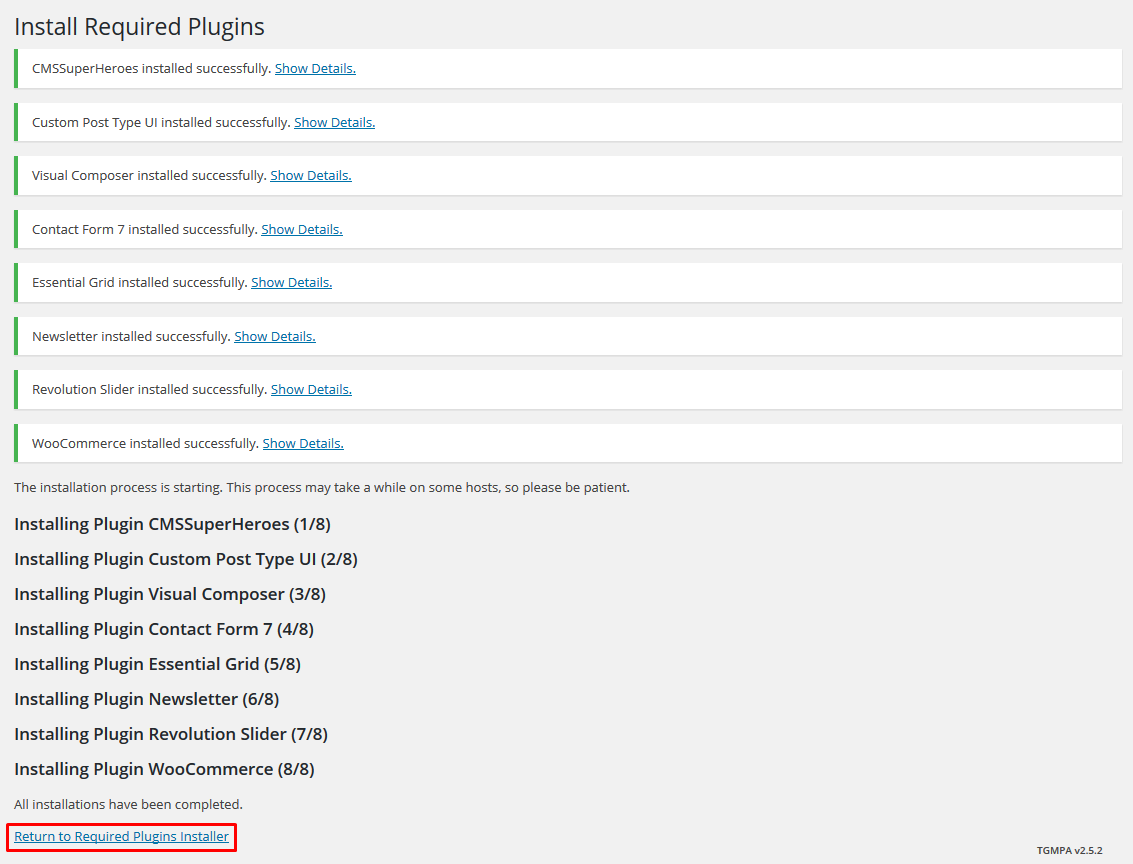 Install Required Plugins
CMSSuperHeroes installed successfully. Show Details.
Custom Post Type UI installed successfully. Show Details.
Visual Composer installed successfully. Show Details.
Contact Form 7 installed successfully. Show Details.
Essential Grid installed successfully. Show Details.
Newsletter installed successfully. Show Details.
Revolution Slider installed successfully. Show Details.
WooCommerce installed successfully. Show Details.
The installation process is starting. This process may take a while on some hosts, so please be patient.
Installing Plugin CMSSuperHeroes (1/8)
Installing Plugin Custom Post Type UI (2/8)
Installing Plugin Visual Composer (3/8)
Installing Plugin Contact Form 7 (4/8)
Installing Plugin Essential Grid (5/8)
Installing Plugin Newsletter (6/8)
Installing Plugin Revolution Slider (7/8)
Installing Plugin WooCommerce (8/8)
All installations have been completed.
Return to Required Plugins Installer
TGMPA v2.5.2